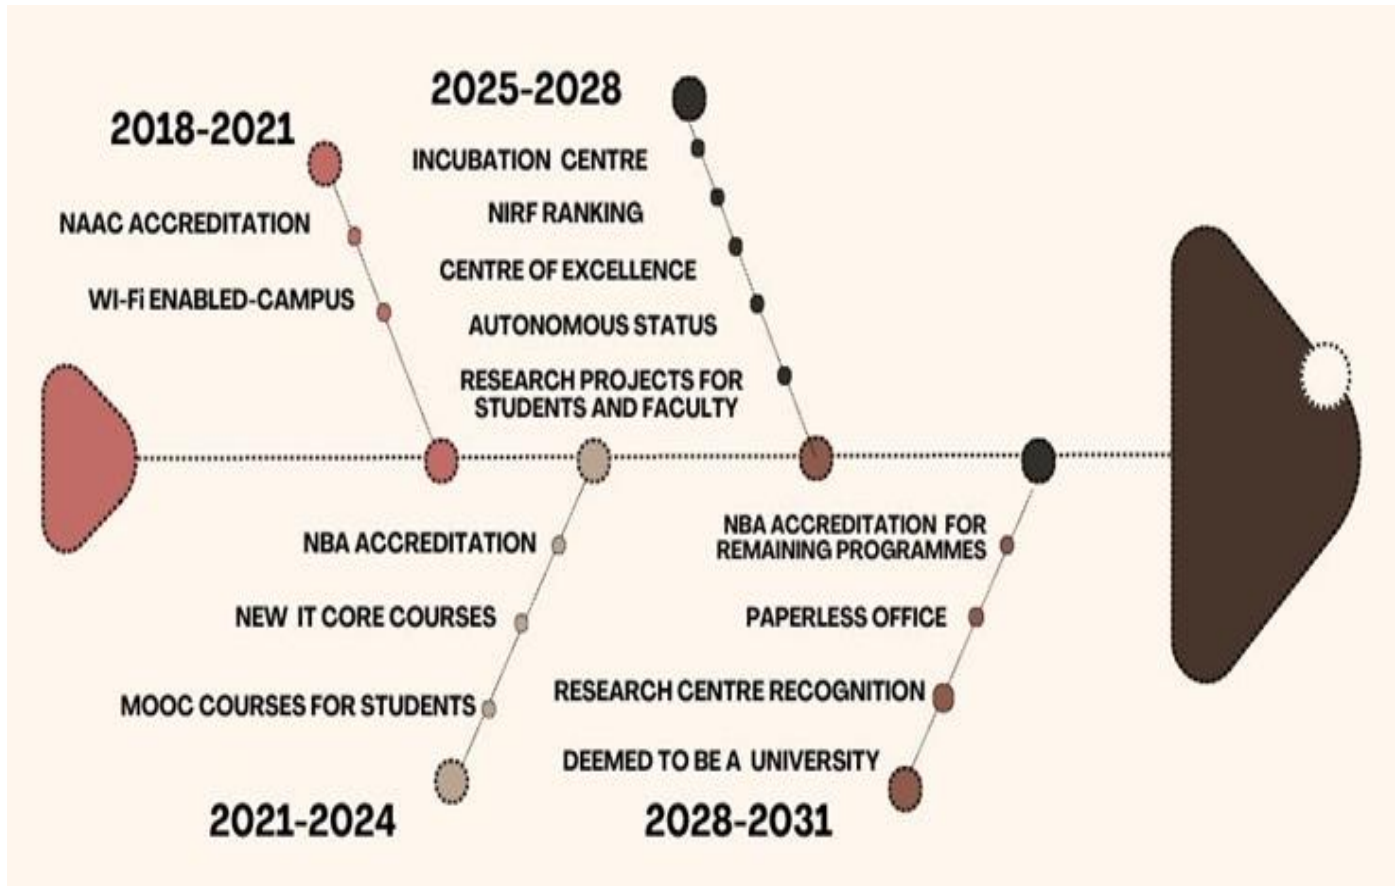 2018-2021
NAAC ACCREDITATION
WI-Fi ENABLED-CAMPUS
2025-2028
INCUBATION CENTRE
NIRF RANKING
CENTRE OF EXCELLENCE
AUTONOMOUS STATUS
RESEARCH PROJECTS FOR
STUDENTS AND FACULTY
NBA ACCREDITATION
NEW IT CORE COURSES
MOOC COURSES FOR STUDENTS
2021-2024
NBA ACCREDITATION FOR
REMAINING PROGRAMMES
PAPERLESS OFFICE
RESEARCH CENTRE RECOGNITION
DEEMED TO BE A UNIVERSITY
2028-2031